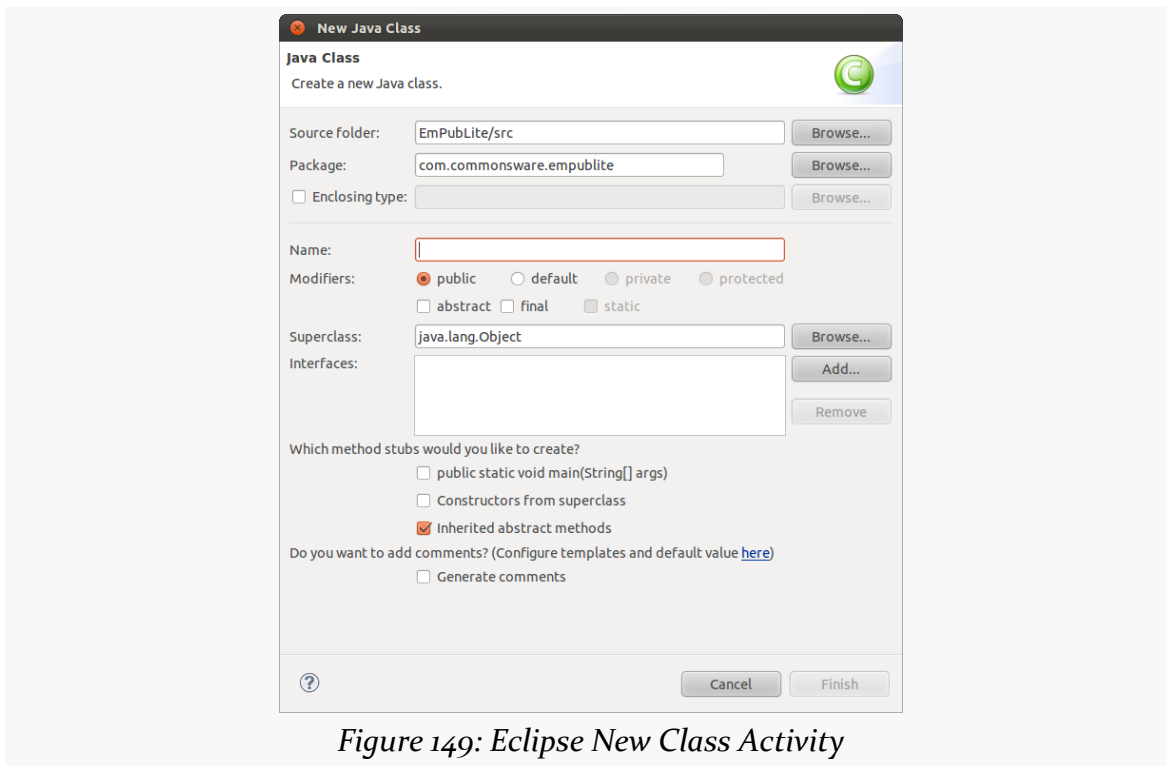 New Java Class
Java Class
Create a new Java class.
C
Source folder: EmPubLite/src Browse...
Package: com.commonsware.empublite Browse...
Enclosing type: Browse...
Name:
Modifiers: public default private protected
abstract final static
Superclass: java.lang.Object Browse...
Interfaces: Add...
Remove
Which method stubs would you like to create?
public static void main(String[] args)
Constructors from superclass
Inherited abstract methods
Do you want to add comments? (Configure templates and default value here)
Generate comments
? Cancel Finish
Figure 149: Eclipse New Class Activity